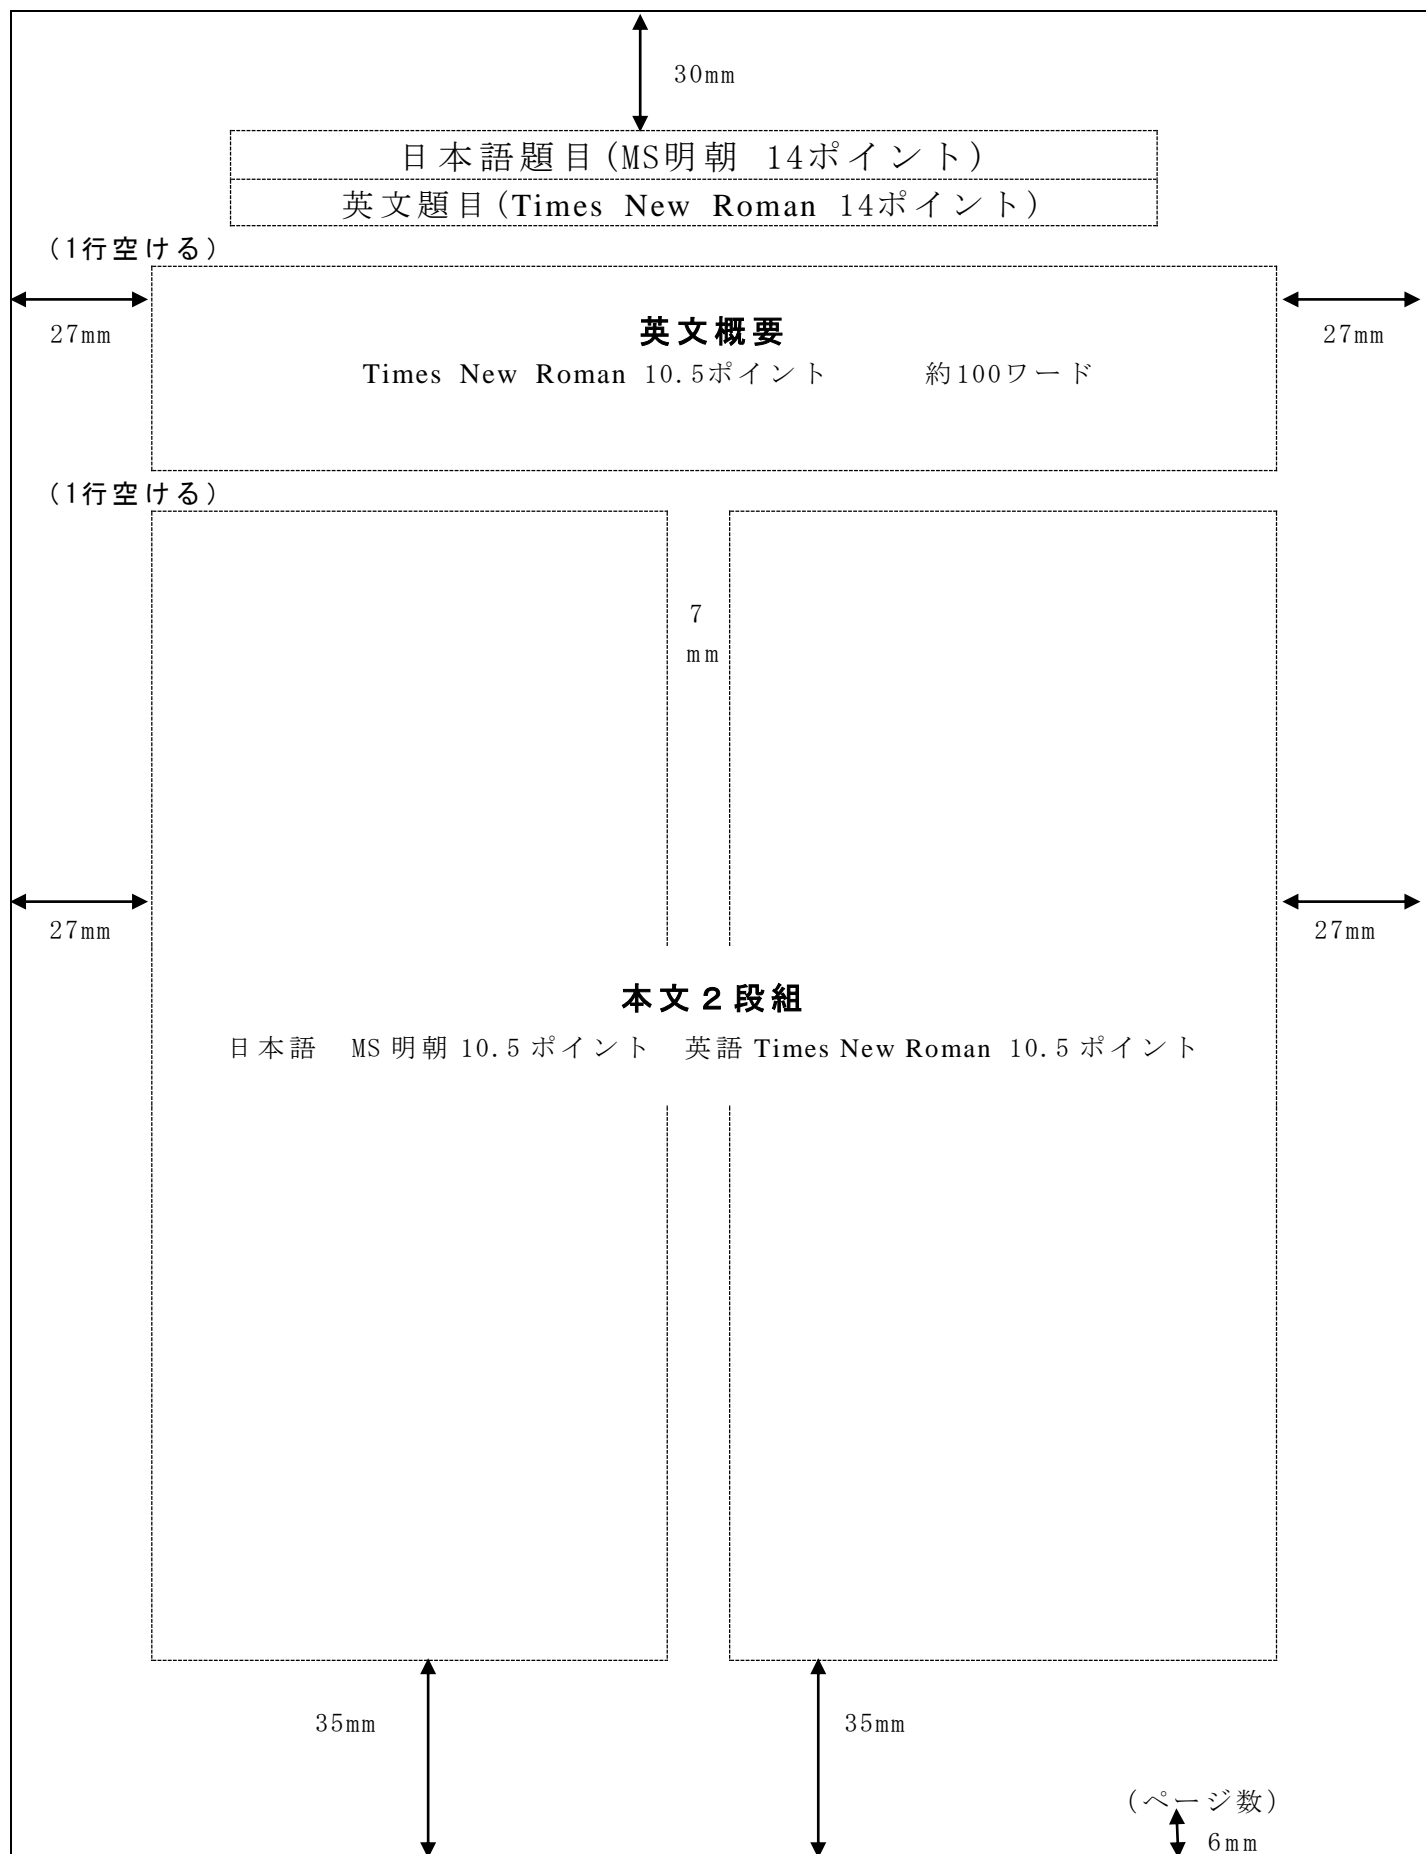 30mm
日本語題目(MS明朝 14ポイント)
英文題目(Times New Roman 14ポイント)
(1行空ける)
27mm
英文概要
27mm
Times New Roman 10.5ポイント 約100ワード
(1行空ける)
7
mm
27mm
27mm
本文２段組
日本語 MS明朝 10.5ポイント 英語 Times New Roman 10.5ポイント
35mm
35mm
(ページ数)
6mm